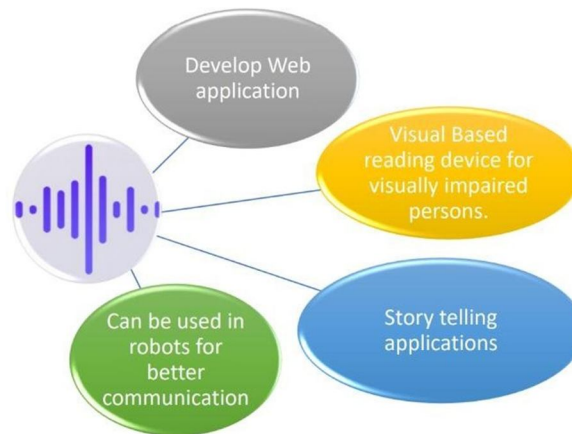 Develop Web
application
Visual Based
reading device for
visually impaired
persons.
Story telling
applications
Can be used in
robots for
better
communication